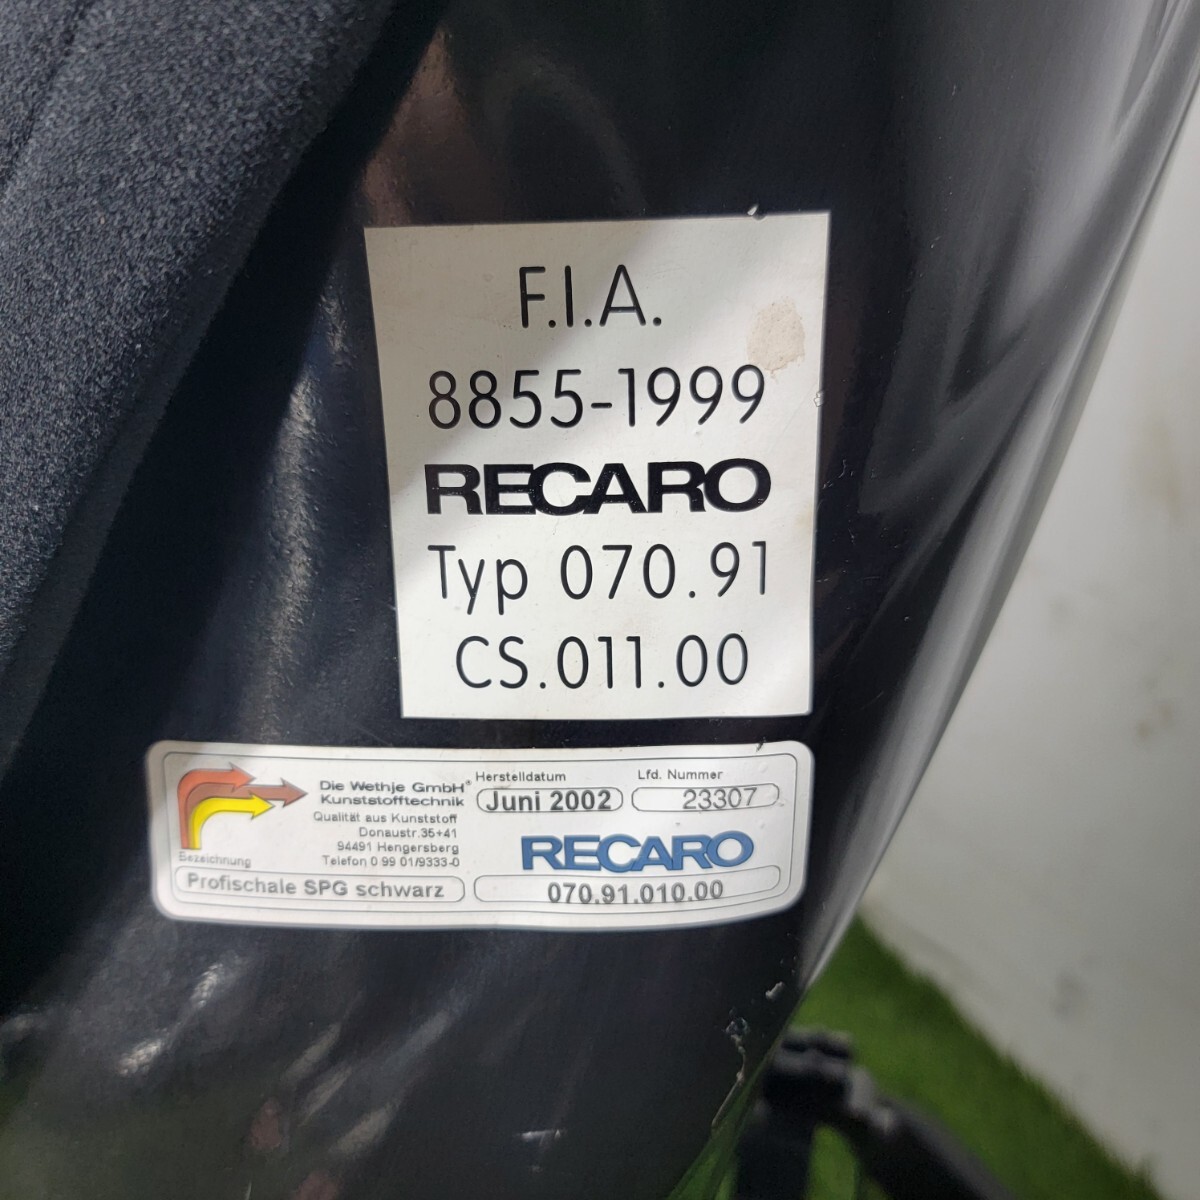 F.I.A.
8855-1999
RECARO
Typ 070.91
CS.011.00
Die Wethje GmbH®
Kunststofftechnik
Qualität aus Kunststoff
Donaustr.35+41
94491 Hengersberg
Telefon 0 99 01/9333-0
Herstelldatum
Juni 2002
Lfd. Nummer
23307
RECARO
Bezeichnung
Profischale SPG schwarz
070.91.010.00